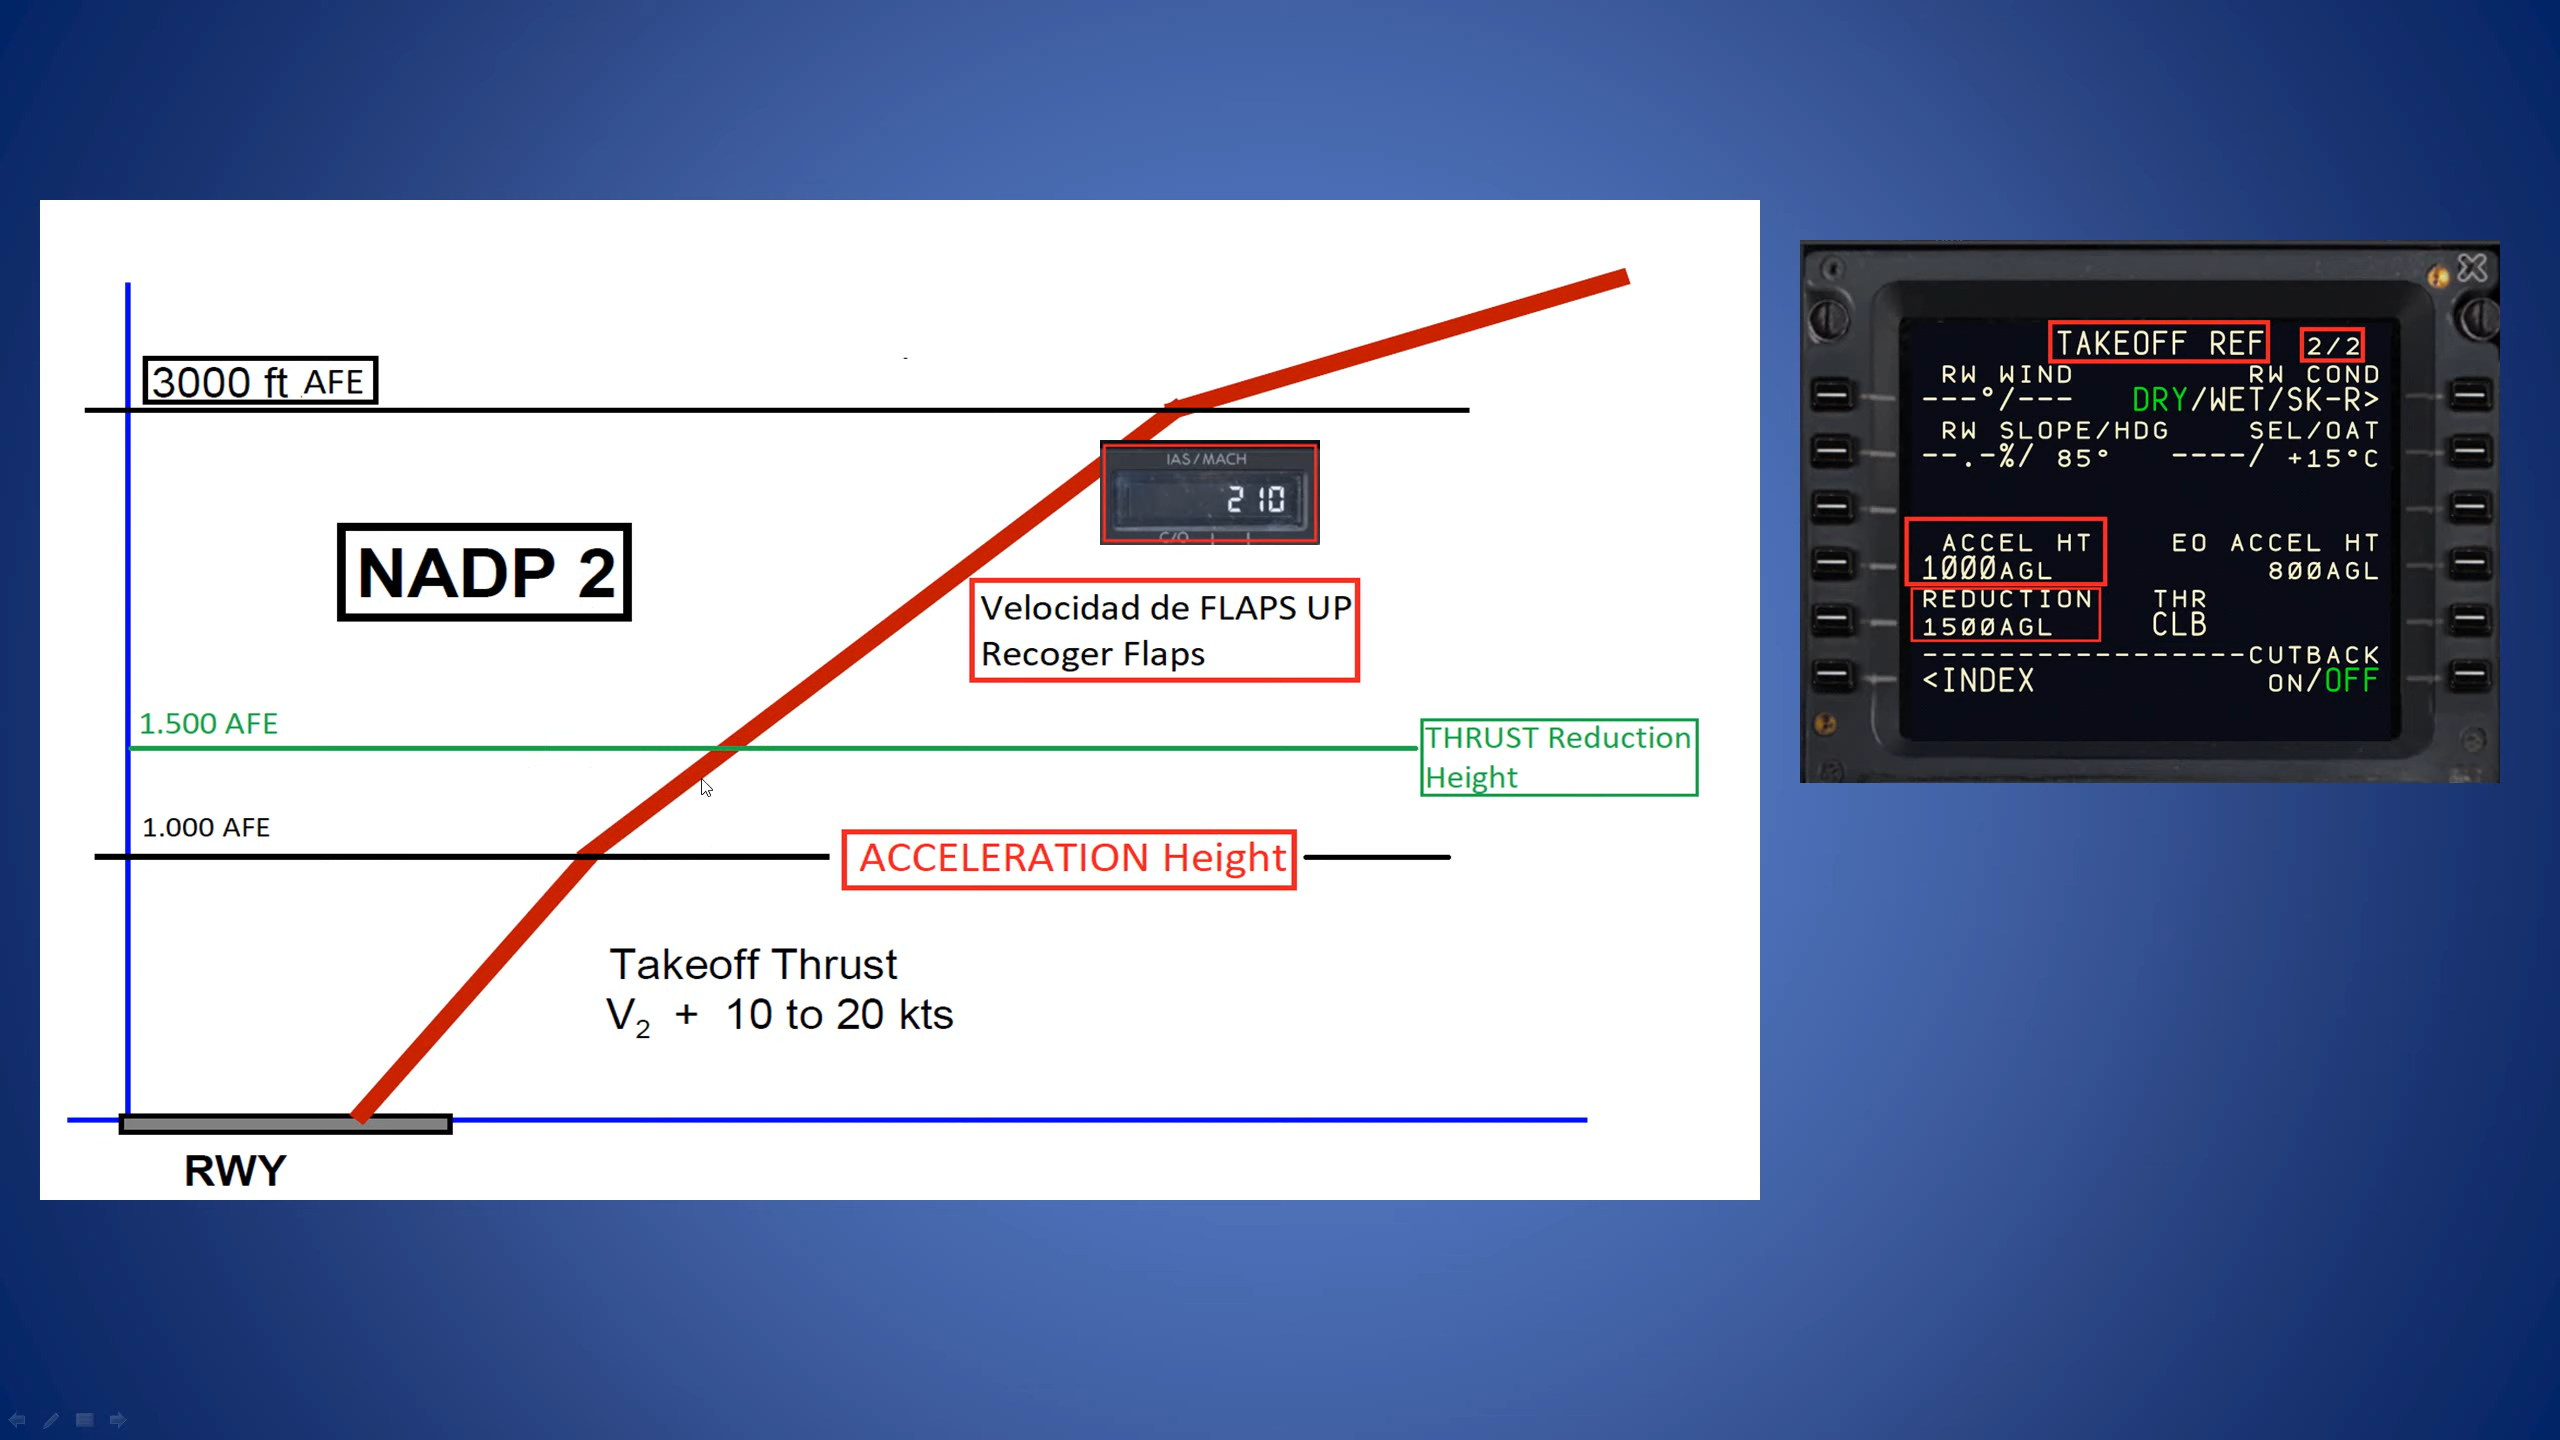 3000 ft AFE
IAS/MACH
210
NADP 2
Velocidad de FLAPS UP
Recoger Flaps
1.500 AFE
THRUST Reduction
Height
1.000 AFE
ACCELERATION Height
Takeoff Thrust
V2 + 10 to 20 kts
RWY
TAKEOFF REF 2/2
RW WIND RW COND
---°/--- DRY/WET/SK-R>
RW SLOPE/HDG SEL/OAT
--.-%/ 85° ----/ +15°C
ACCEL HT EO ACCEL HT
1000AGL 800AGL
REDUCTION THR
1500AGL CLB
-----------------CUTBACK
<INDEX ON/OFF